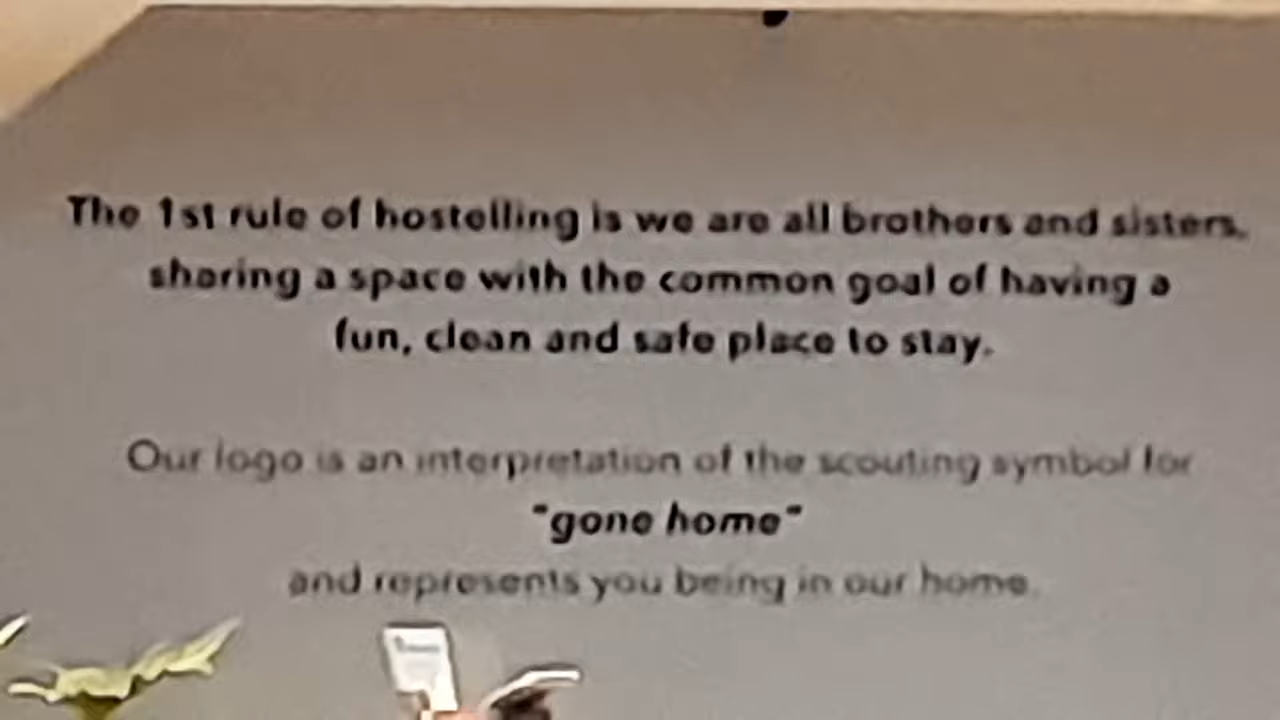 The 1st rule of hostelling is we are all brothers and sisters,
sharing a space with the common goal of having a
fun, clean and safe place to stay.
Our logo is an interpretation of the scouting symbol for
"gone home"
and represents you being in our home.